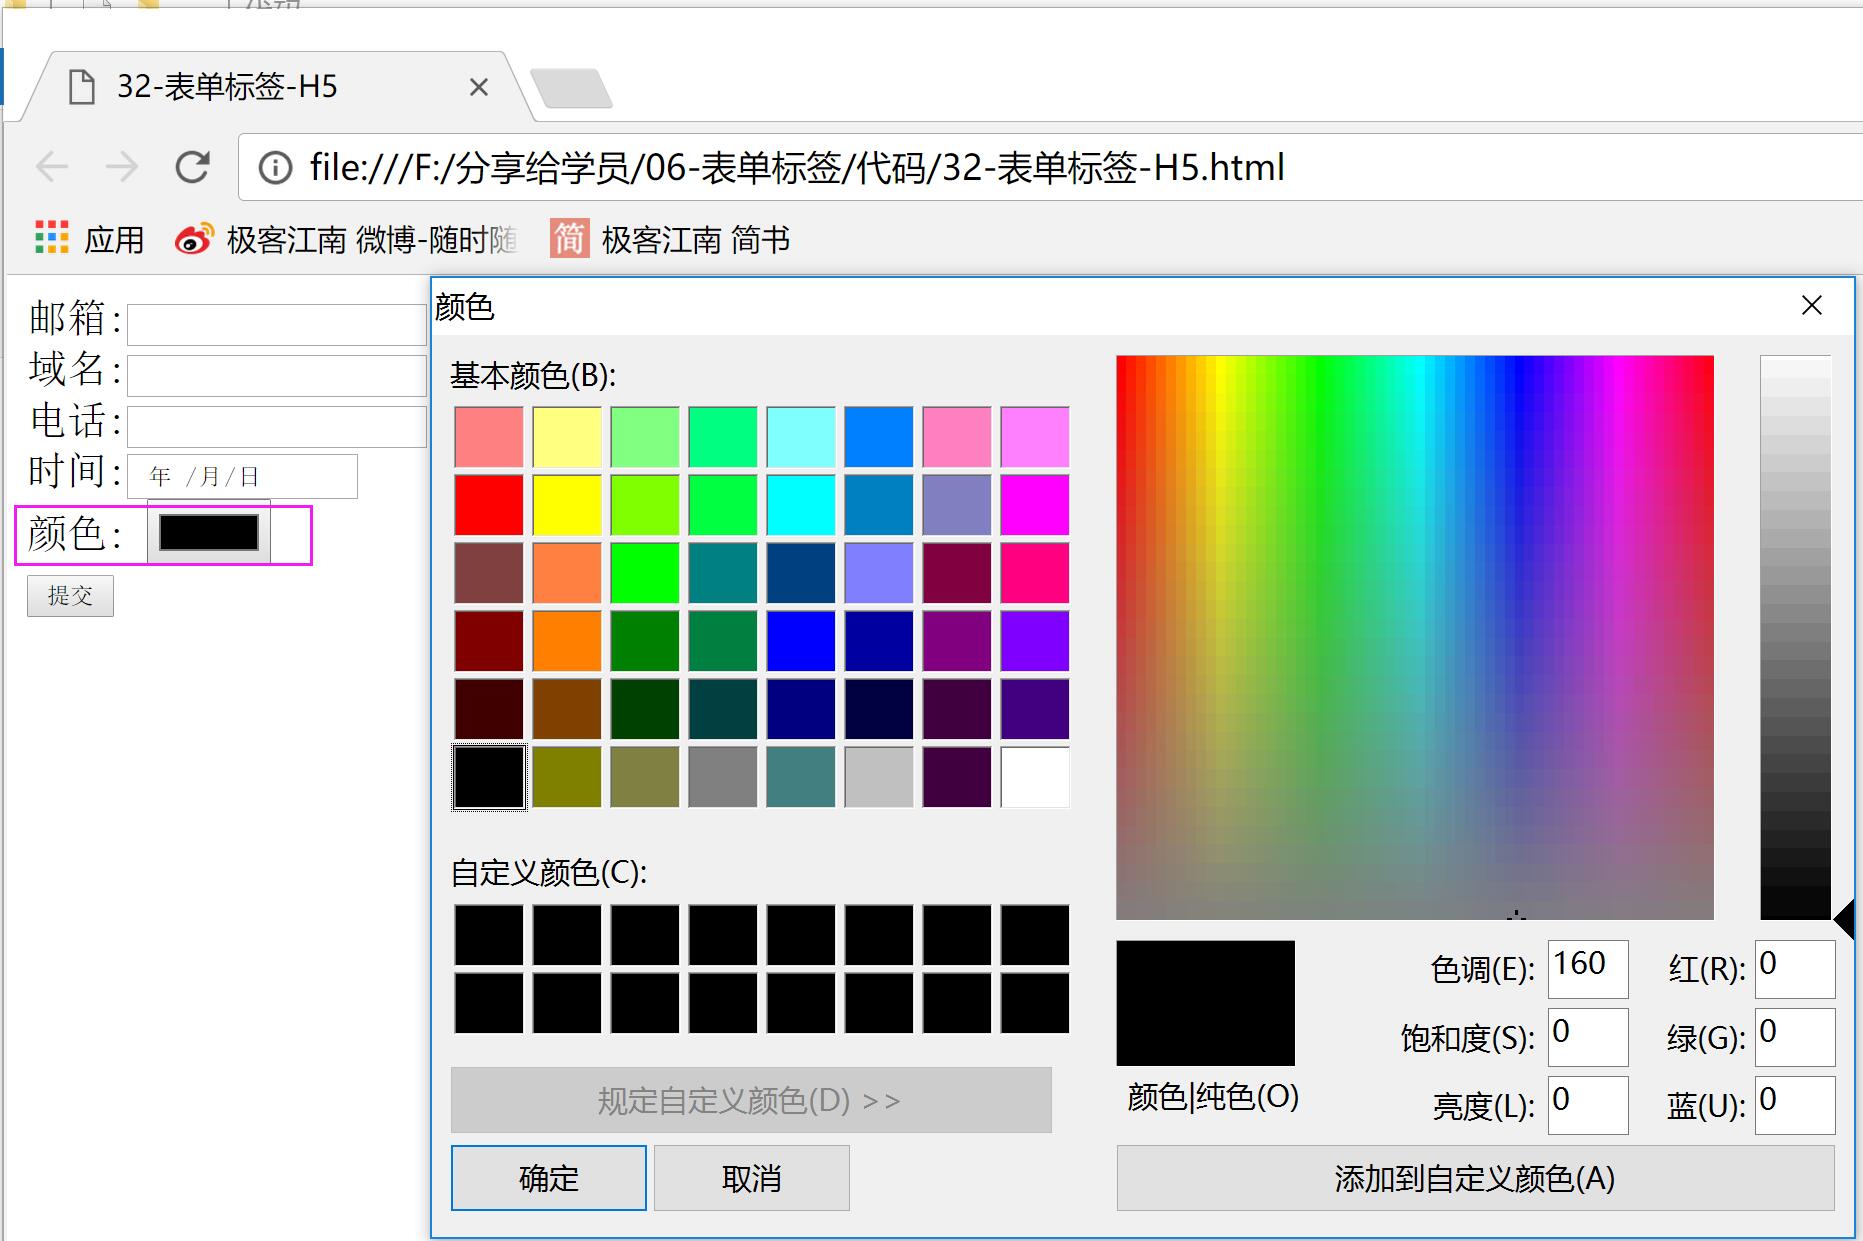 32-表单标签-H5
file:///F:/分享给学员/06-表单标签/代码/32-表单标签-H5.html
应用 极客江南 微博-随时随 简 极客江南 简书
邮箱:
域名:
电话:
时间: 年 /月/日
颜色:
提交
颜色
基本颜色(B):
自定义颜色(C):
规定自定义颜色(D) >>
确定 取消
颜色|纯色(O)
色调(E): 160 红(R): 0
饱和度(S): 0 绿(G): 0
亮度(L): 0 蓝(U): 0
添加到自定义颜色(A)